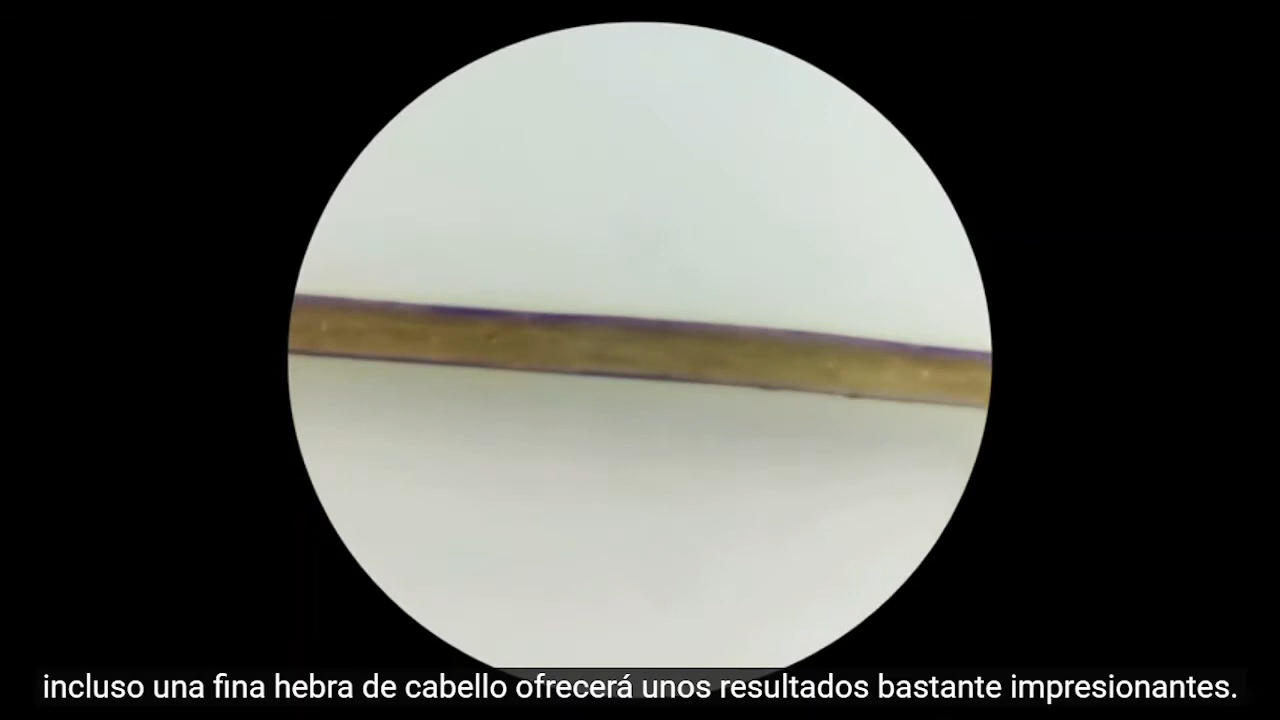 incluso una fina hebra de cabello ofrecerá unos resultados bastante impresionantes.